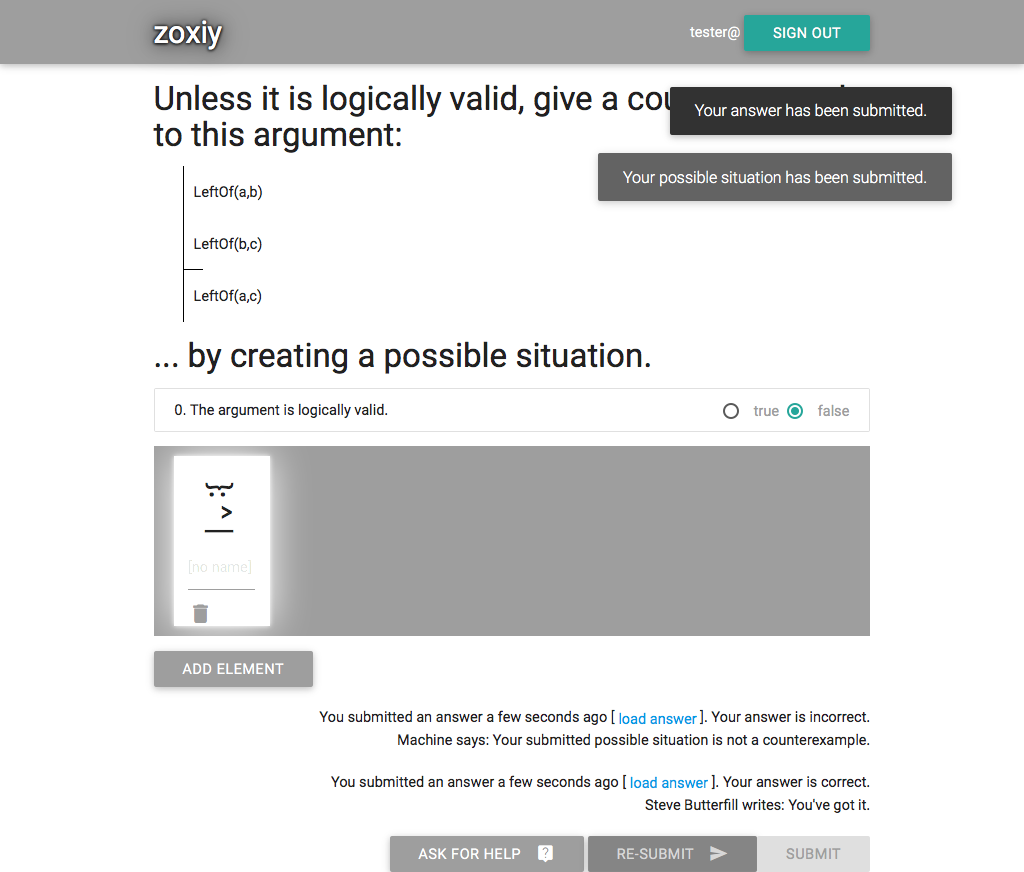 zoxiy
tester@
SIGN OUT
Unless it is logically valid, give a
to this argument:
Your answer has been submitted.
Your possible situation has been submitted.
LeftOf(a,b)
LeftOf(b,c)
LeftOf(a,c)
... by creating a possible situation.
0. The argument is logically valid.
true
false
[no name]
ADD ELEMENT
You submitted an answer a few seconds ago [ load answer ]. Your answer is incorrect.
Machine says: Your submitted possible situation is not a counterexample.
You submitted an answer a few seconds ago [ load answer ]. Your answer is correct.
Steve Butterfill writes: You've got it.
ASK FOR HELP
RE-SUBMIT
SUBMIT